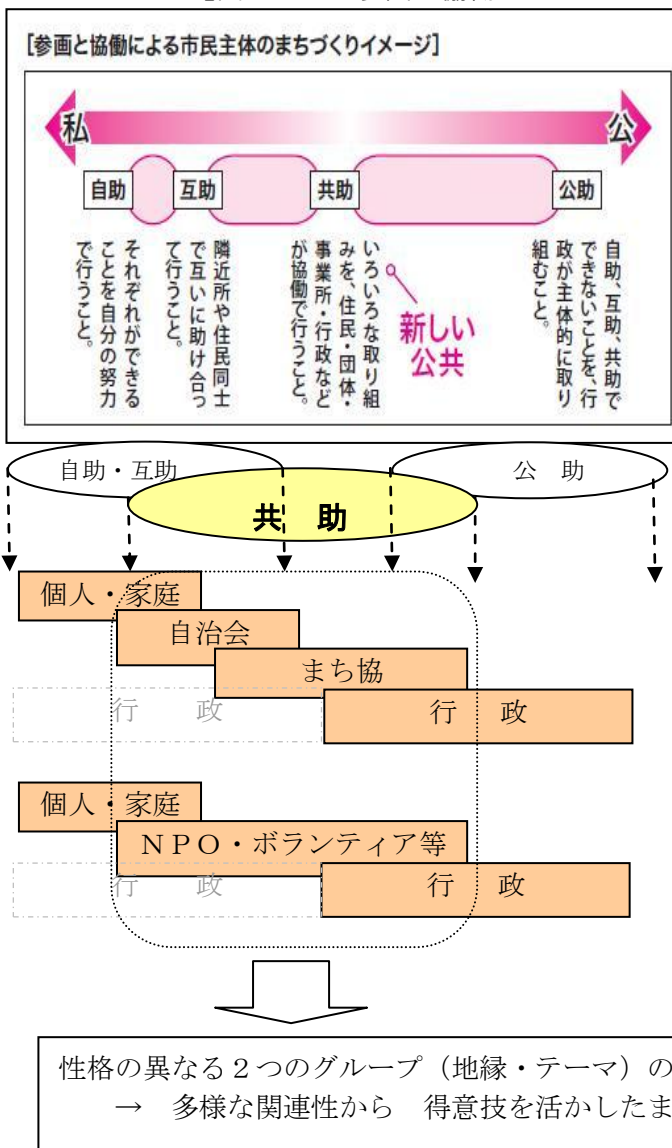 [参画と協働による市民主体のまちづくりイメージ]
私
公
自助
互助
共助
公助
それぞれができる
ことを自分の努力
で行うこと。
隣近所や住民同士
で互いに助け合っ
て行うこと。
いろいろな取り組
みを、住民・団体・
事業所・行政など
が協働で行うこと。
新しい
公共
自助、互助、共助で
できないことを、行
政が主体的に取り
組むこと。
自助・互助
公 助
共 助
個人・家庭
自治会
まち協
行 政
行 政
個人・家庭
NPO・ボランティア等
行 政
行 政
性格の異なる2つのグループ(地縁・テーマ)の
→ 多様な関連性から 得意技を活かしたま